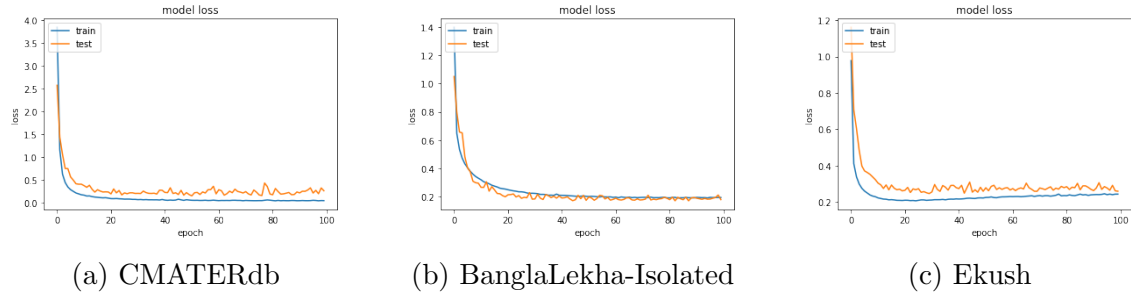 model loss
4.0
3.5
3.0
2.5
2.0
1.5
1.0
0.5
0.0
loss
train
test
0 20 40 60 80 100
epoch
(a) CMATERdb
model loss
1.4
1.2
1.0
0.8
0.6
0.4
0.2
loss
train
test
0 20 40 60 80 100
epoch
(b) BanglaLekha-Isolated
model loss
1.2
1.0
0.8
0.6
0.4
0.2
loss
train
test
0 20 40 60 80 100
epoch
(c) Ekush